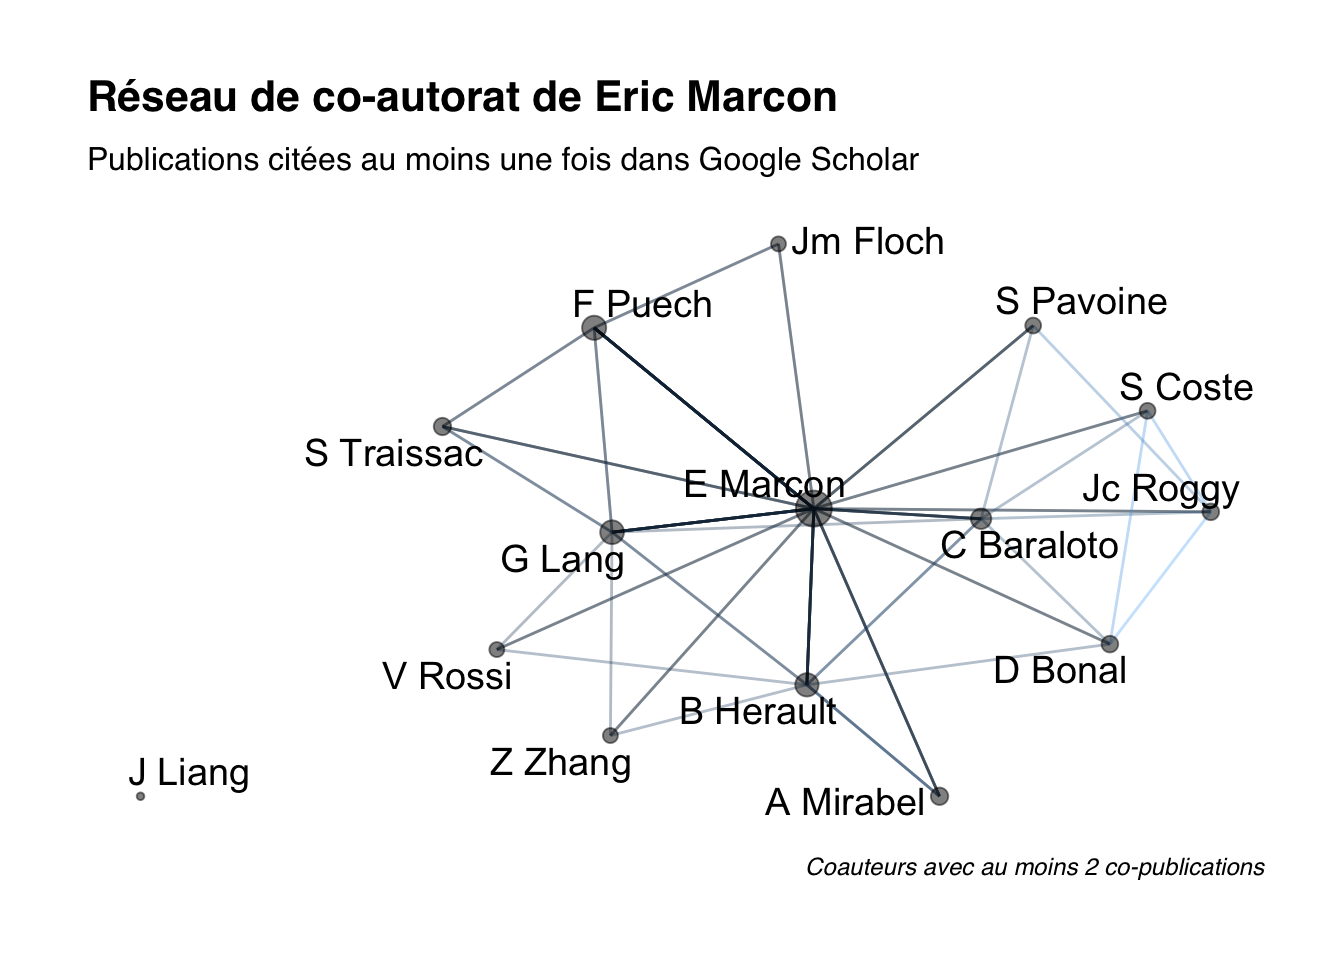 Réseau de co-autorat de Eric Marcon
Publications citées au moins une fois dans Google Scholar
Jm Floch
F Puech
S Pavoine
S Coste
S Traissac
E Marcon
Jc Roggy
G Lang
C Baraloto
V Rossi
D Bonal
B Herault
Z Zhang
J Liang
A Mirabel
Coauteurs avec au moins 2 co-publications